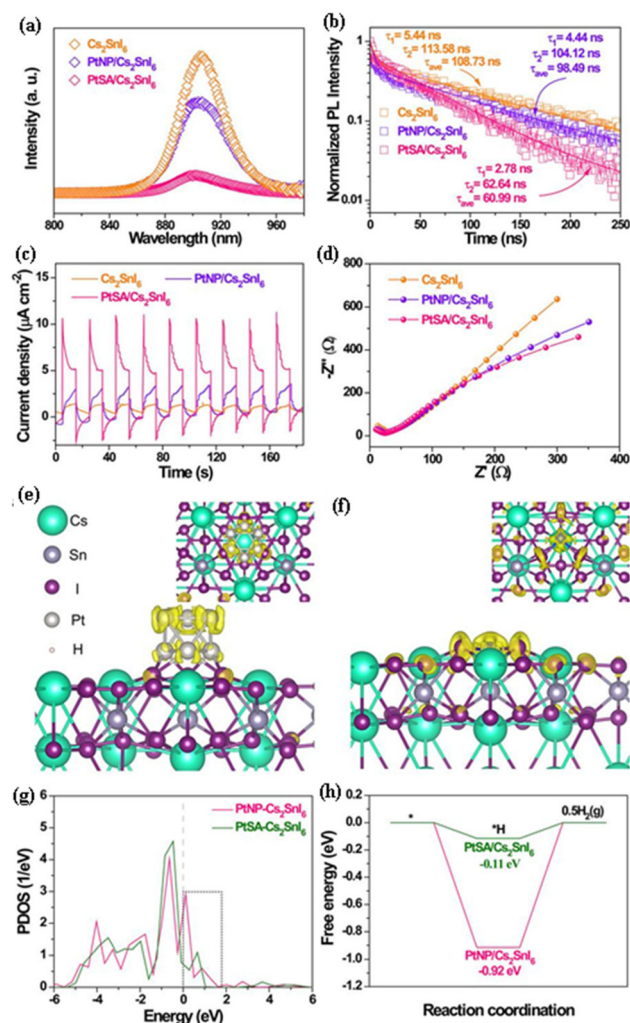 (a)
Cs₂SnI₆
PtNP/Cs₂SnI₆
PtSA/Cs₂SnI₆
Intensity (a. u.)
800 840 880 920 960
Wavelength (nm)
(b)
τ₁= 5.44 ns
τ₂= 113.58 ns
τave= 108.73 ns
τ₁= 4.44 ns
τ₂= 104.12 ns
τave= 98.49 ns
Cs₂SnI₆
PtNP/Cs₂SnI₆
PtSA/Cs₂SnI₆
τ₁= 2.78 ns
τ₂= 62.64 ns
τave= 60.99 ns
Normalized PL Intensity
1
0.1
0.01
0 50 100 150 200 250
Time (ns)
(c)
Cs₂SnI₆ PtNP/Cs₂SnI₆
PtSA/Cs₂SnI₆
Current density (μA cm⁻²)
15
10
5
0
0 40 80 120 160
Time (s)
(d)
Cs₂SnI₆
PtNP/Cs₂SnI₆
PtSA/Cs₂SnI₆
-Z'' (Ω)
800
600
400
200
0
0 100 200 300 400
Z' (Ω)
(e)
Cs
Sn
I
Pt
H
(f)
(g)
PtNP-Cs₂SnI₆
PtSA-Cs₂SnI₆
PDOS (1/eV)
6
5
4
3
2
1
0
-6 -4 -2 0 2 4 6
Energy (eV)
(h)
* *H 0.5H₂(g)
PtSA/Cs₂SnI₆
-0.11 eV
PtNP/Cs₂SnI₆
-0.92 eV
Free energy (eV)
0.2
0.0
-0.2
-0.4
-0.6
-0.8
-1.0
-1.2
Reaction coordination